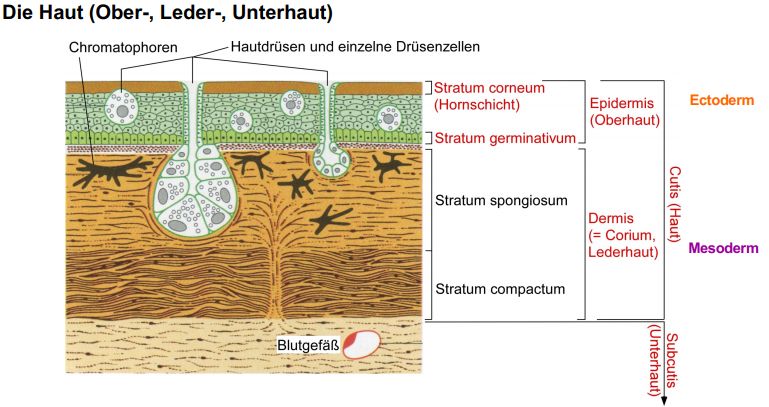 Die Haut (Ober-, Leder-, Unterhaut)
Chromatophoren
Hautdrüsen und einzelne Drüsenzellen
Stratum corneum
(Hornschicht)
Stratum germinativum
Epidermis
(Oberhaut)
Ectoderm
Stratum spongiosum
Stratum compactum
Dermis
(= Corium,
Lederhaut)
Cutis (Haut)
Mesoderm
Blutgefäß
Subcutis
(Unterhaut)